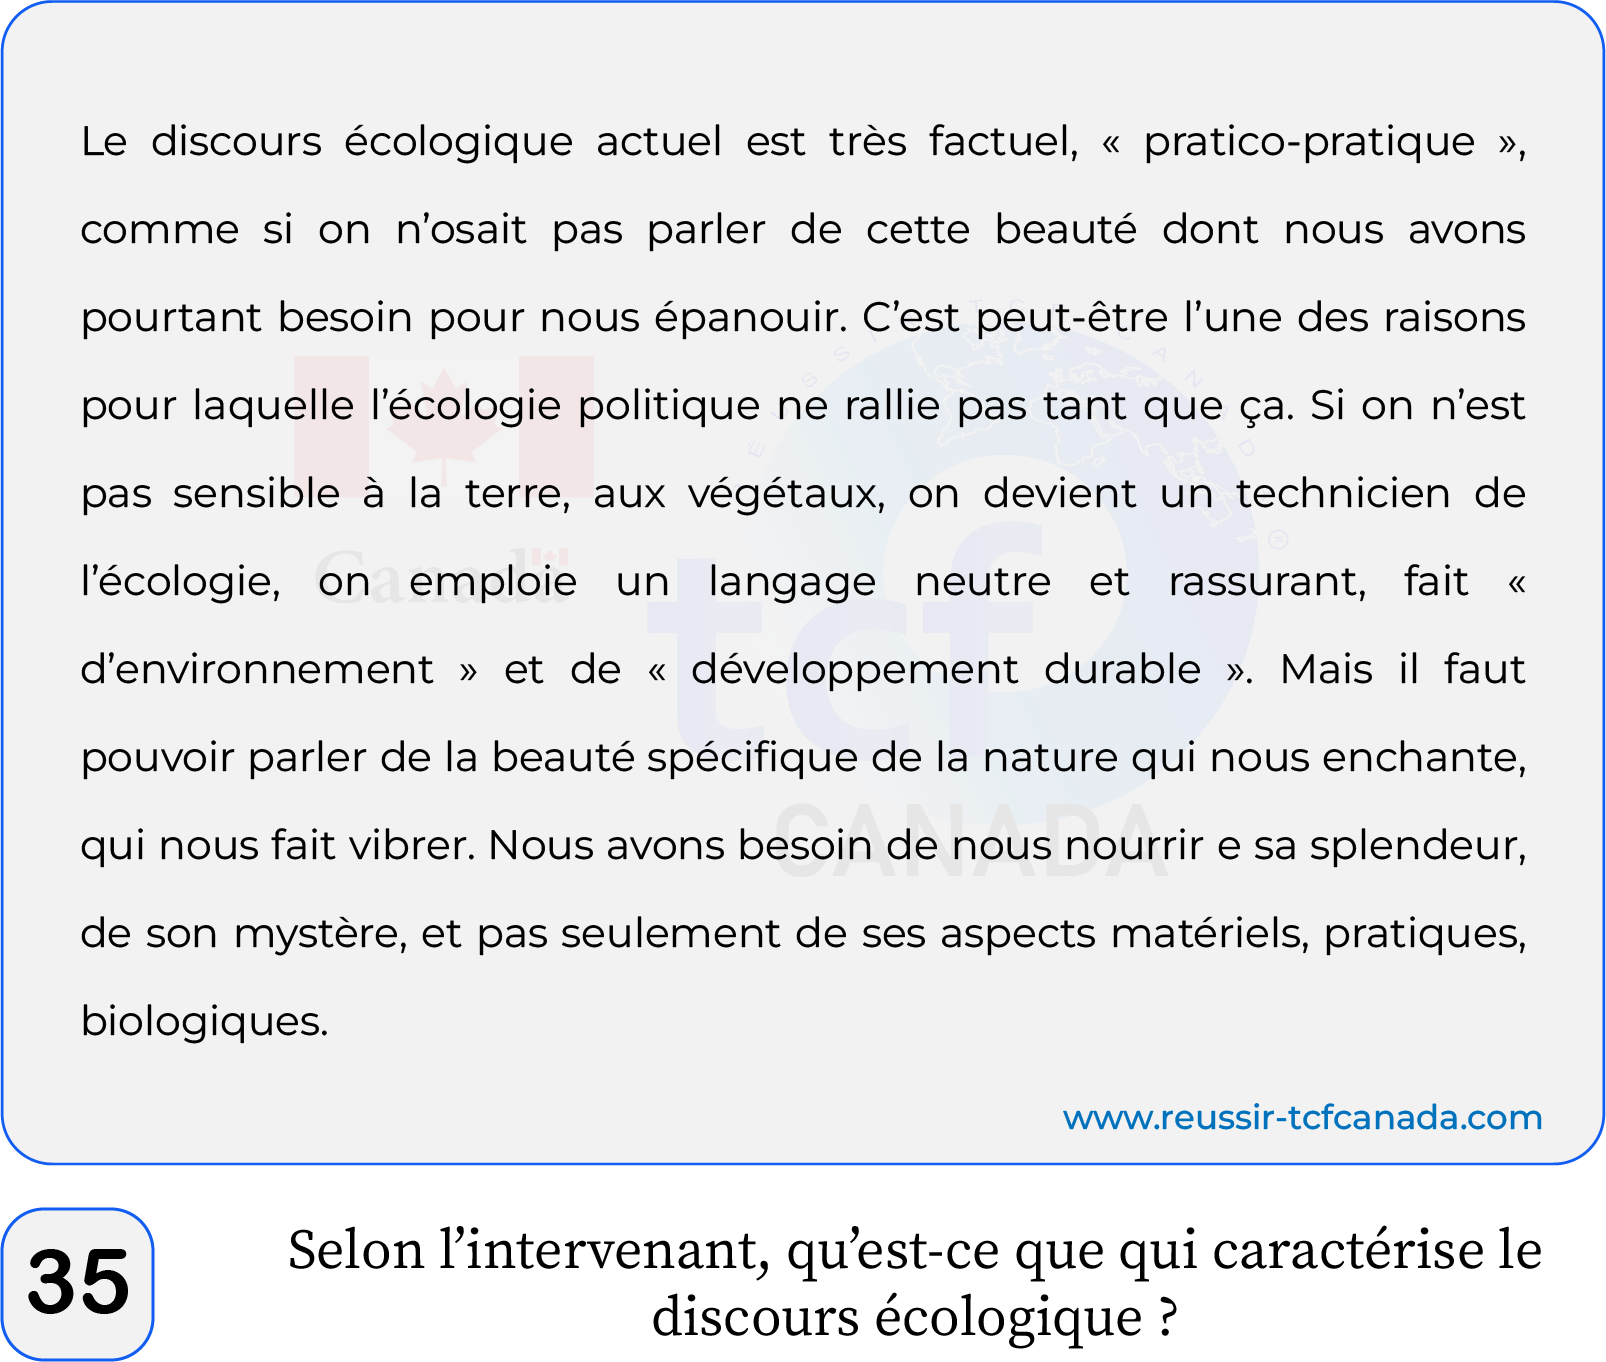 Le discours écologique actuel est très factuel, « pratico-pratique »,
comme si on n’osait pas parler de cette beauté dont nous avons
pourtant besoin pour nous épanouir. C’est peut-être l’une des raisons
pour laquelle l’écologie politique ne rallie pas tant que ça. Si on n’est
pas sensible à la terre, aux végétaux, on devient un technicien de
l’écologie, on emploie un langage neutre et rassurant, fait «
d’environnement » et de « développement durable ». Mais il faut
pouvoir parler de la beauté spécifique de la nature qui nous enchante,
qui nous fait vibrer. Nous avons besoin de nous nourrir e sa splendeur,
de son mystère, et pas seulement de ses aspects matériels, pratiques,
biologiques.
RÉUSSIR TCF CANADA ®
Canada
tcf
CANADA
www.reussir-tcfcanada.com
35
Selon l’intervenant, qu’est-ce que qui caractérise le
discours écologique ?